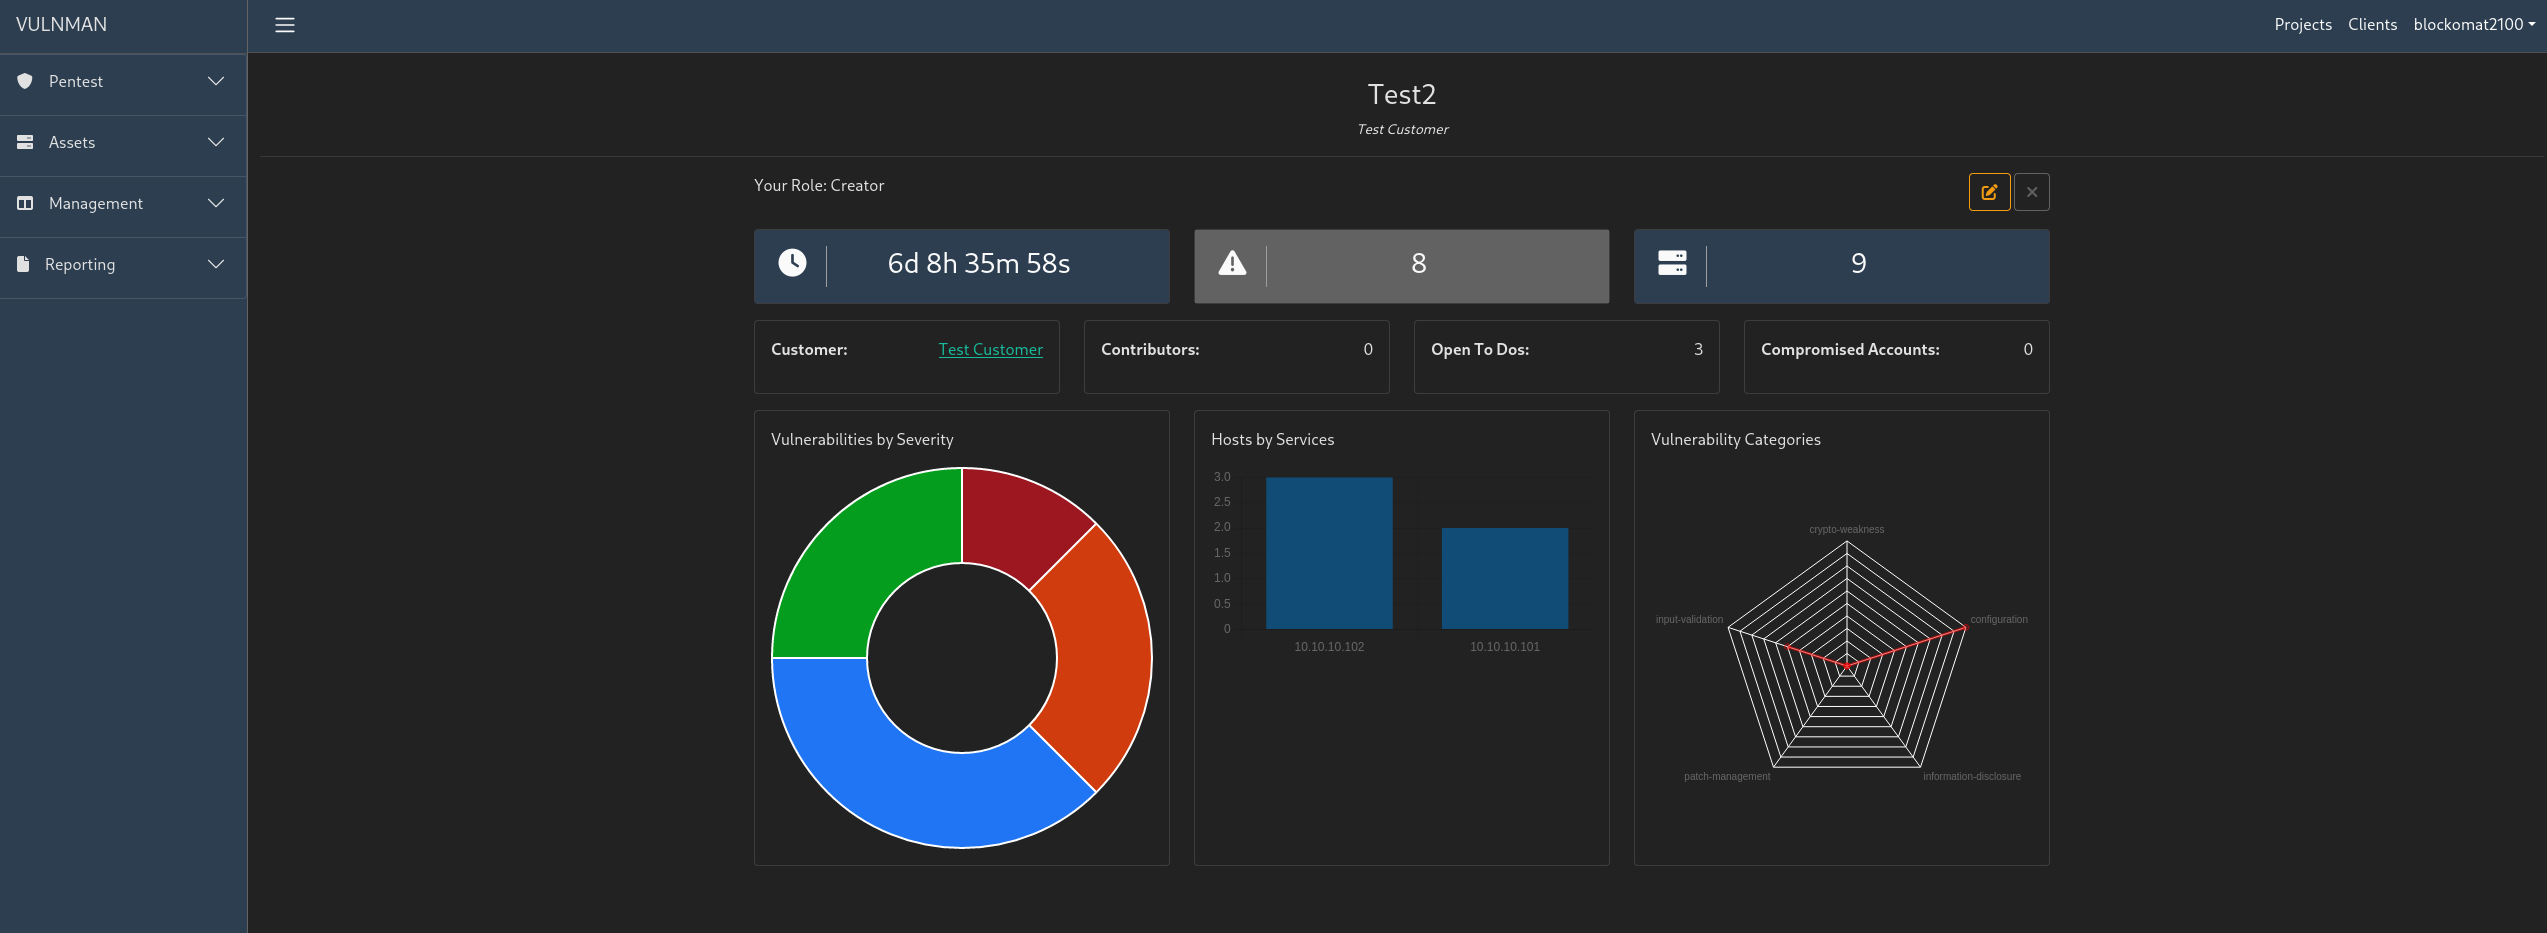 VULNMAN
Projects Clients blockomat2100
Pentest
Assets
Management
Reporting
Test2
Test Customer
Your Role: Creator
6d 8h 35m 58s
8
9
Customer: Test Customer
Contributors: 0
Open To Dos: 3
Compromised Accounts: 0
Vulnerabilities by Severity
Hosts by Services
3.0
2.5
2.0
1.5
1.0
0.5
0
10.10.10.102 10.10.10.101
Vulnerability Categories
crypto-weakness
input-validation configuration
patch-management information-disclosure